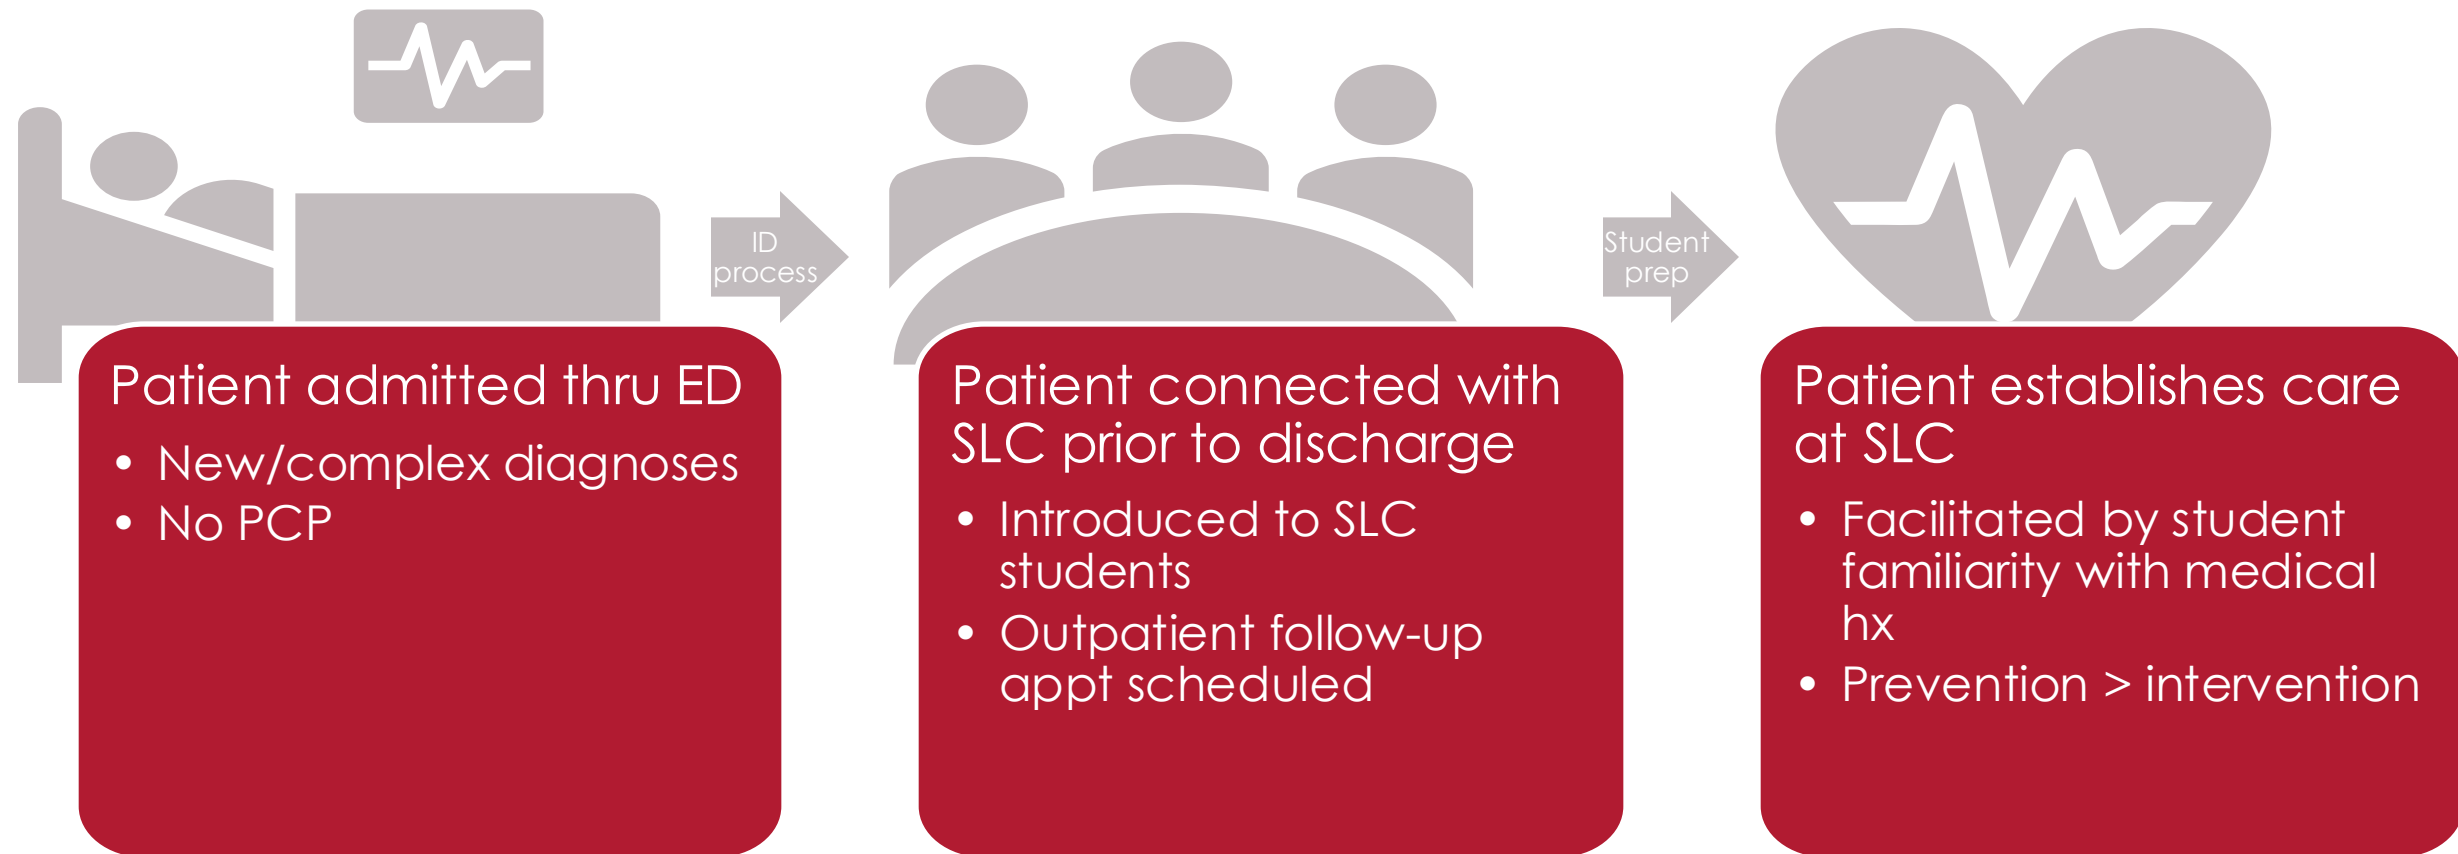 Patient admitted thru ED
• New/complex diagnoses
• No PCP
ID
process
Patient connected with
SLC prior to discharge
• Introduced to SLC
students
• Outpatient follow-up
appt scheduled
Student
prep
Patient establishes care
at SLC
• Facilitated by student
familiarity with medical
hx
• Prevention > intervention